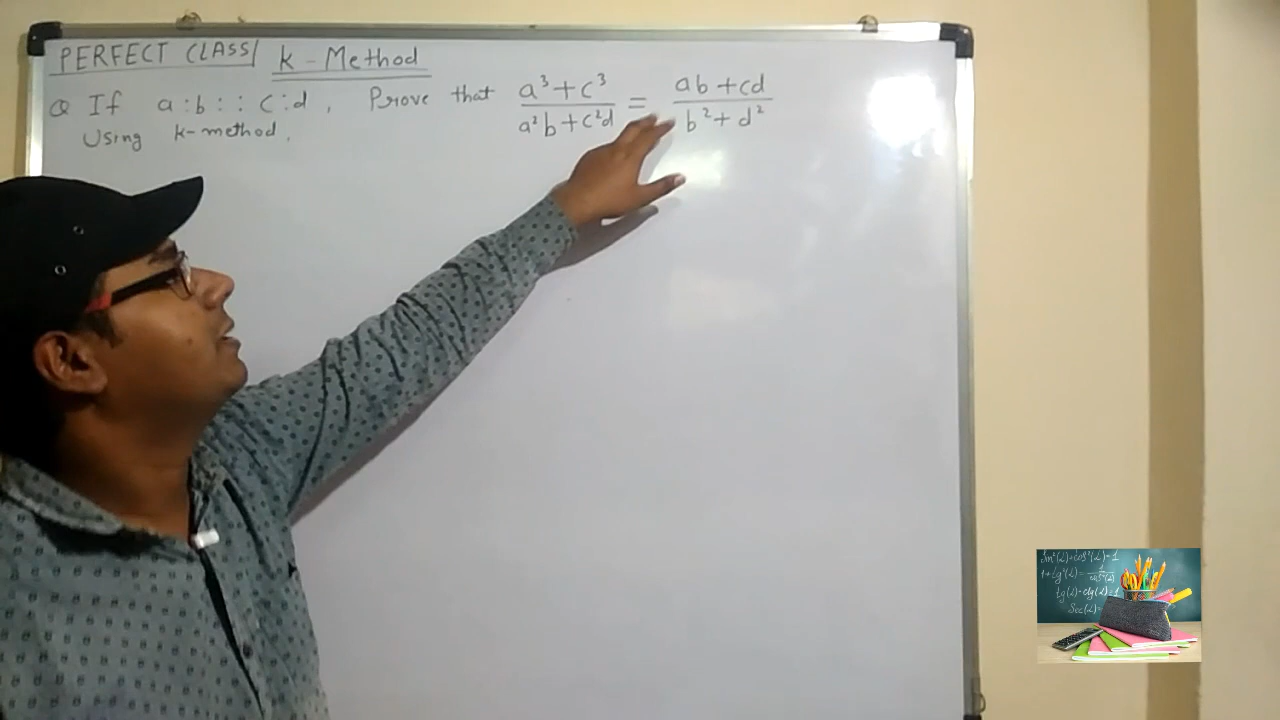 PERFECT CLASS/ k-Method
Q If a:b::c:d, Prove that a³+c³/a²b+c²d = ab+cd/b²+d²
Using k-method.